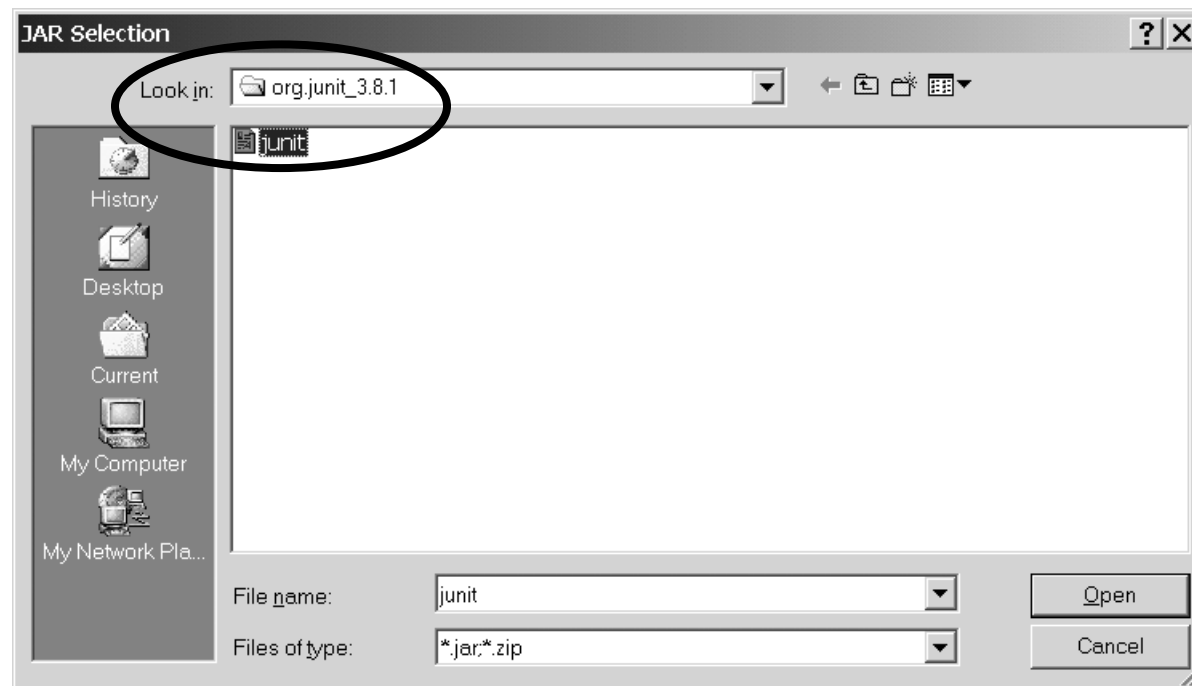 JAR Selection
Look in: org.junit_3.8.1
junit
History
Desktop
Current
My Computer
My Network Pla...
File name: junit
Open
Files of type: *.jar;*.zip
Cancel